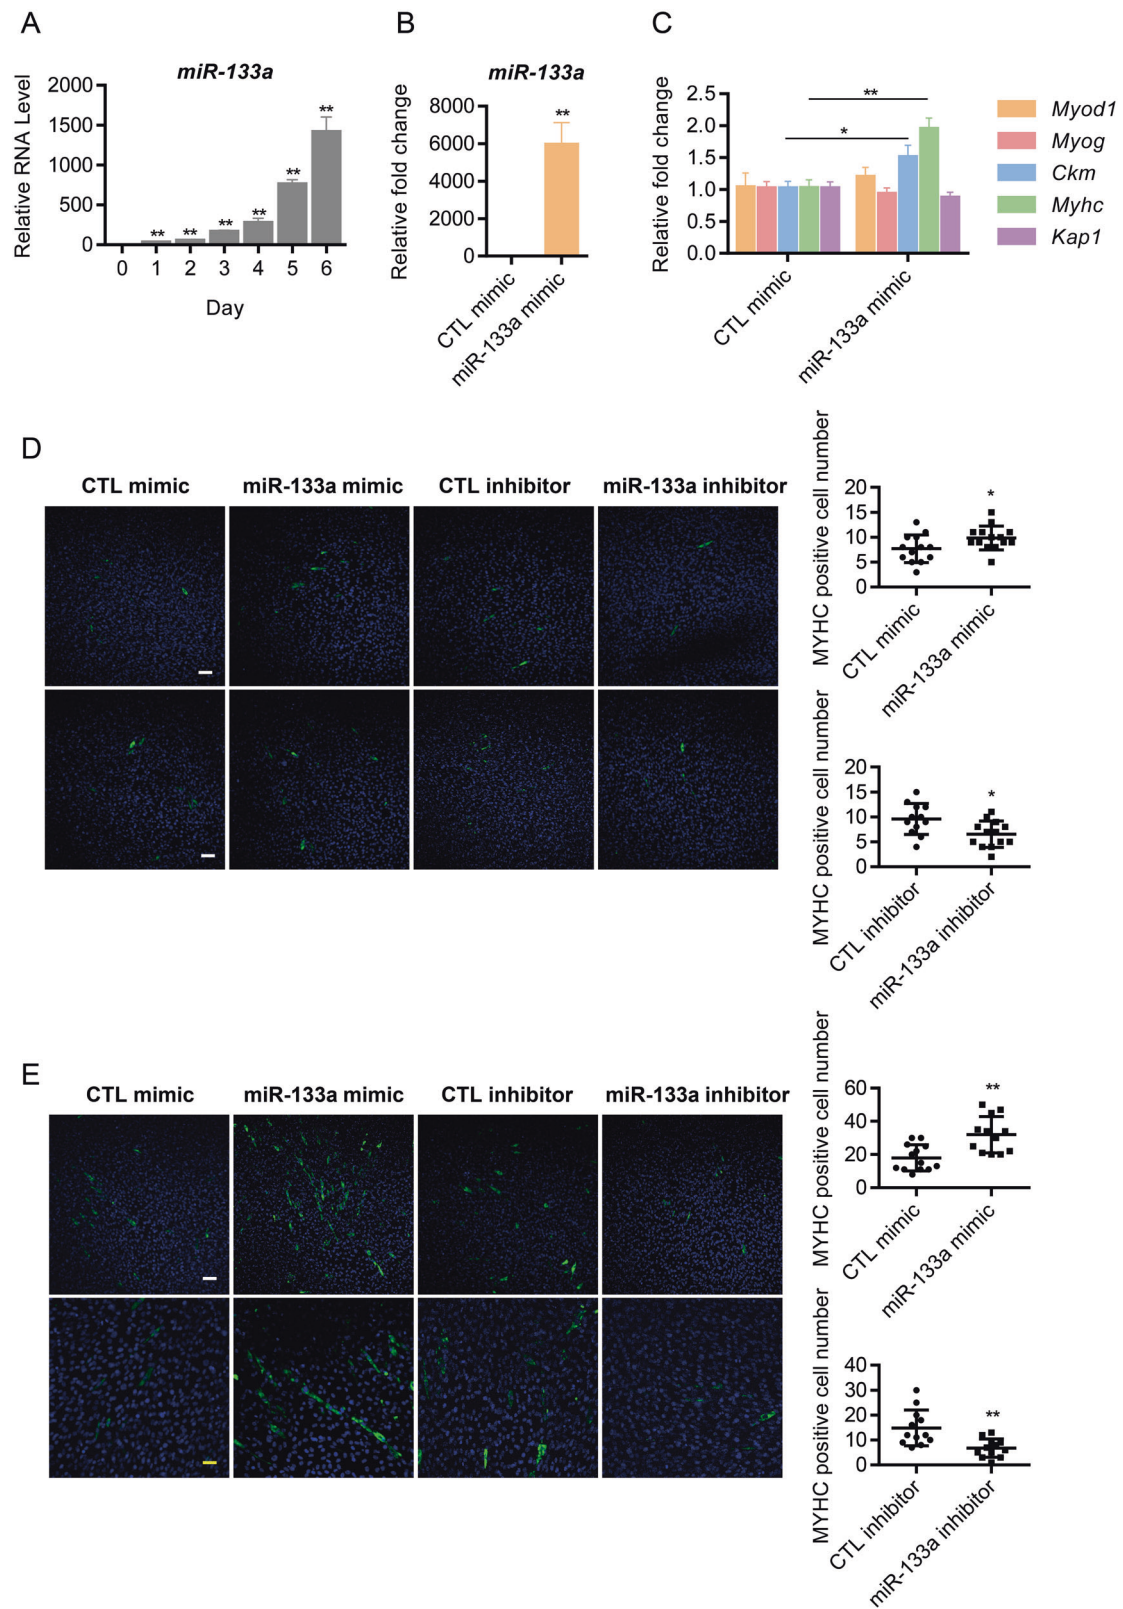 A
miR-133a
Relative RNA Level
2000
1500
1000
500
0
**
**
**
**
**
**
0 1 2 3 4 5 6
Day
B
miR-133a
Relative fold change
8000
6000
4000
2000
0
**
CTL mimic
miR-133a mimic
C
Relative fold change
2.5
2.0
1.5
1.0
0.5
0.0
**
*
CTL mimic
miR-133a mimic
Myod1
Myog
Ckm
Myhc
Kap1
D
CTL mimic miR-133a mimic CTL inhibitor miR-133a inhibitor
MYHC positive cell number
20
15
10
5
0
*
CTL mimic
miR-133a mimic
MYHC positive cell number
20
15
10
5
0
*
CTL inhibitor
miR-133a inhibitor
E
CTL mimic miR-133a mimic CTL inhibitor miR-133a inhibitor
MYHC positive cell number
60
40
20
0
**
CTL mimic
miR-133a mimic
MYHC positive cell number
40
30
20
10
0
**
CTL inhibitor
miR-133a inhibitor